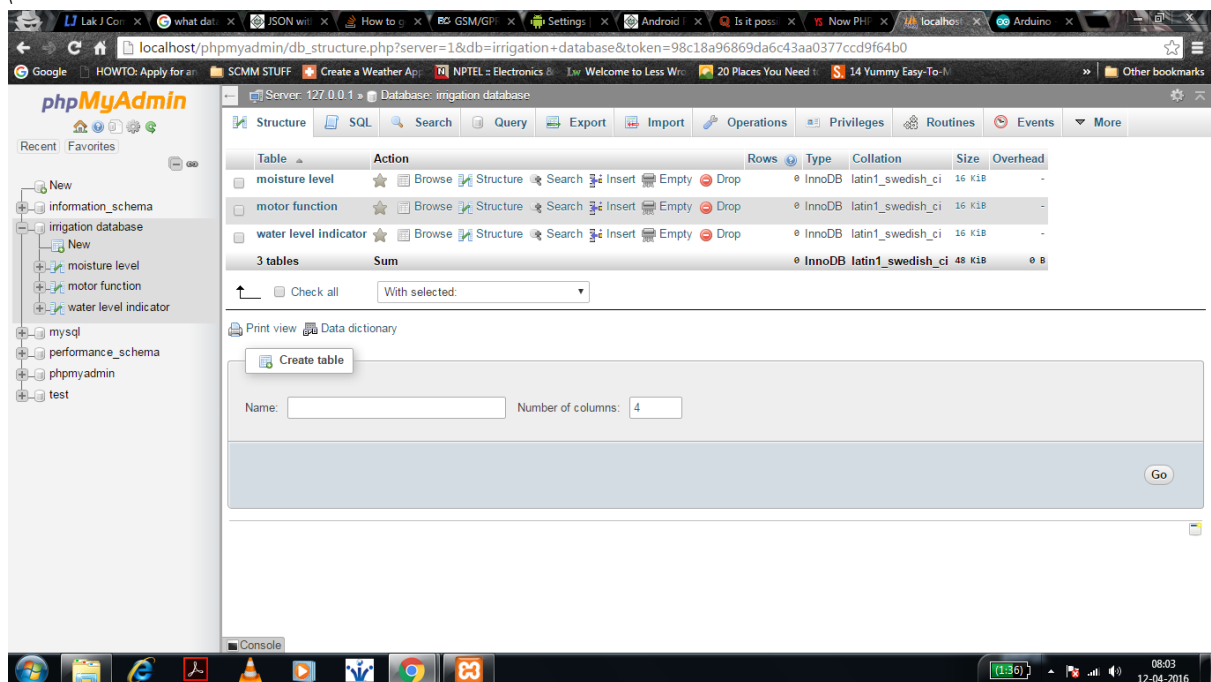 Lak J Con
what data
JSON wit
How to g
GSM/GPF
Settings |
Android
Q Is it possi
Now PHP
localhost
Arduino
localhost/phpmyadmin/db_structure.php?server=1&db=irrigation+database&token=98c18a96869da6c43aa0377ccd9f64b0
Google
HOWTO: Apply for an
SCMM STUFF
Create a Weather App
NPTEL :: Electronics &
Lw Welcome to Less Wro
20 Places You Need t
14 Yummy Easy-To-M
»
Other bookmarks
phpMyAdmin
Recent Favorites
New
information_schema
irrigation database
New
moisture level
motor function
water level indicator
mysql
performance_schema
phpmyadmin
test
Server: 127.0.0.1 » Database: irrigation database
Structure SQL Search Query Export Import Operations Privileges Routines Events More
Table Action Rows Type Collation Size Overhead
moisture level Browse Structure Search Insert Empty Drop 0 InnoDB latin1_swedish_ci 16 KiB -
motor function Browse Structure Search Insert Empty Drop 0 InnoDB latin1_swedish_ci 16 KiB -
water level indicator Browse Structure Search Insert Empty Drop 0 InnoDB latin1_swedish_ci 16 KiB -
3 tables Sum 0 InnoDB latin1_swedish_ci 48 KiB 0 B
Check all With selected:
Print view Data dictionary
Create table
Name: Number of columns: 4
Go
Console
(1:36)
08:03
12-04-2016